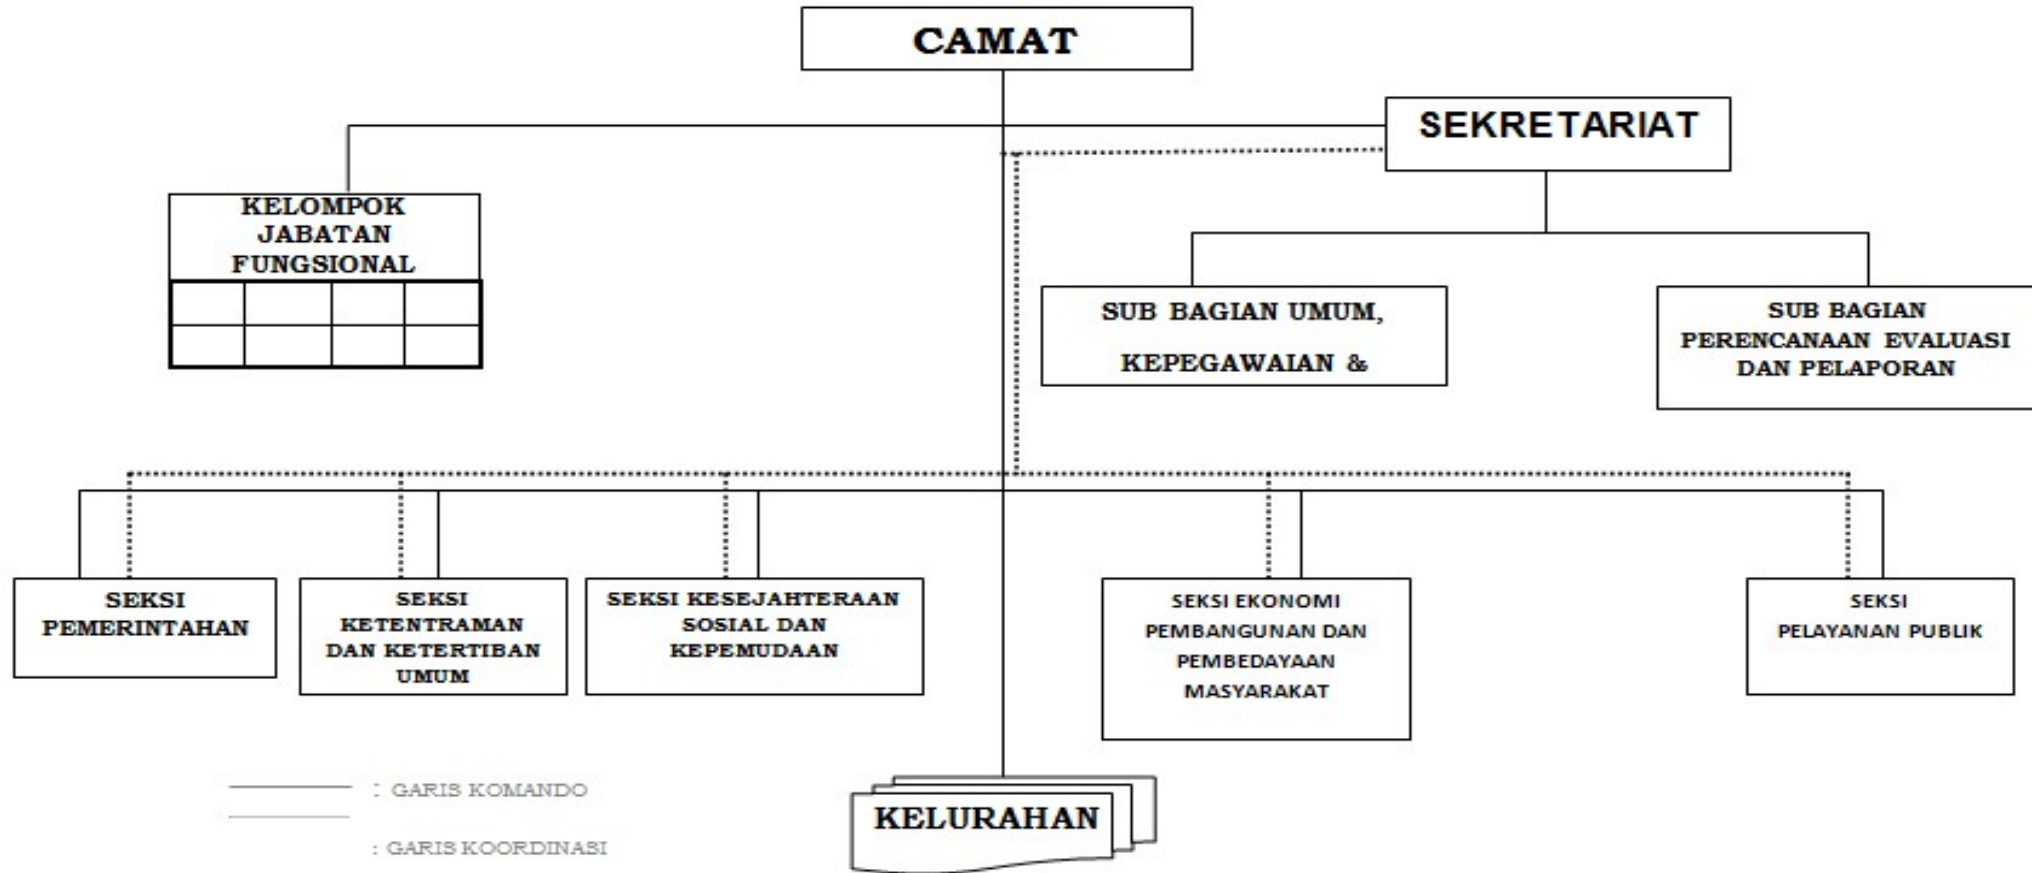 CAMAT
SEKRETARIAT
KELOMPOK
JABATAN
FUNGSIONAL
SUB BAGIAN UMUM,
KEPEGAWAIAN &
SUB BAGIAN
PERENCANAAN EVALUASI
DAN PELAPORAN
SEKSI
PEMERINTAHAN
SEKSI
KETENTRAMAN
DAN KETERTIBAN
UMUM
SEKSI KESEJAHTERAAN
SOSIAL DAN
KEPEMUDAAN
SEKSI EKONOMI
PEMBANGUNAN DAN
PEMBEDAYAAN
MASYARAKAT
SEKSI
PELAYANAN PUBLIK
: GARIS KOMANDO
: GARIS KOORDINASI
KELURAHAN